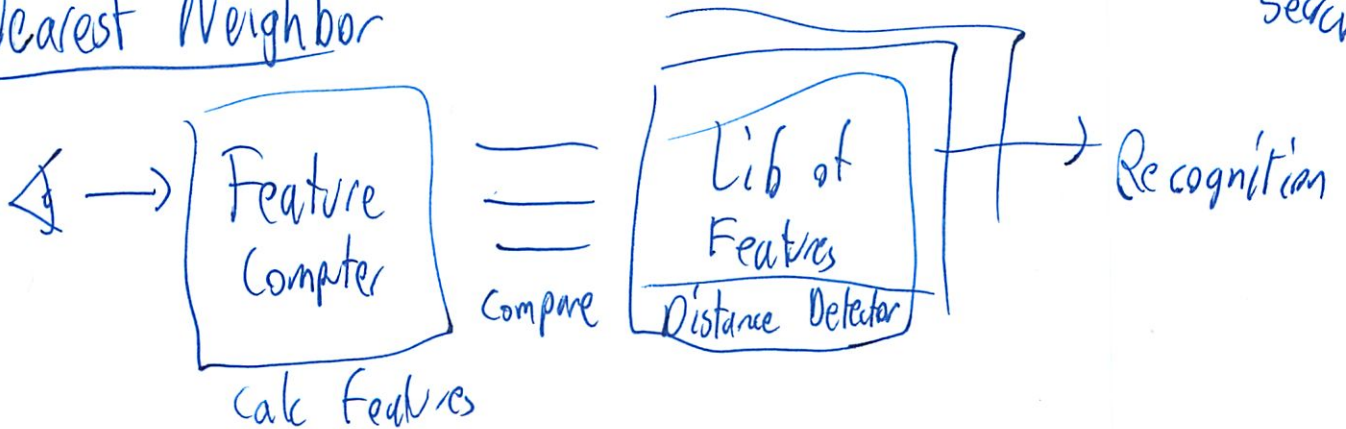 Nearest Neighbor
Feature
Computer
Calc Features
Compare
Lib of
Features
Distance Detector
Recognition